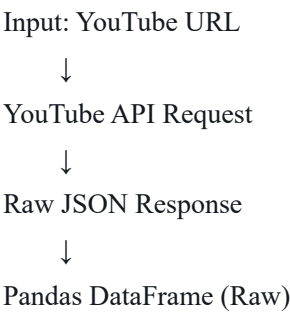 Input: YouTube URL
↓
YouTube API Request
↓
Raw JSON Response
↓
Pandas DataFrame (Raw)